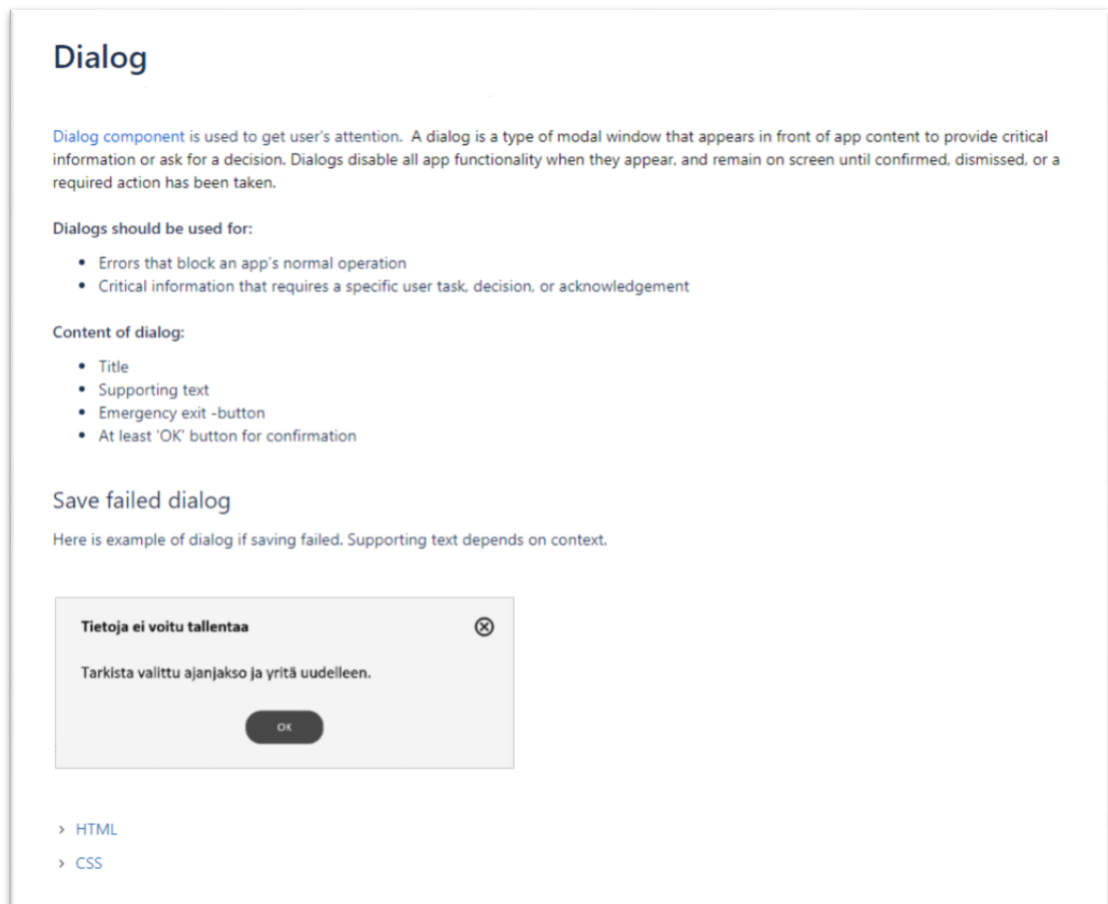 Dialog
Dialog component is used to get user's attention. A dialog is a type of modal window that appears in front of app content to provide critical
information or ask for a decision. Dialogs disable all app functionality when they appear, and remain on screen until confirmed, dismissed, or a
required action has been taken.
Dialogs should be used for:
Errors that block an app's normal operation
Critical information that requires a specific user task, decision, or acknowledgement
Content of dialog:
Title
Supporting text
Emergency exit -button
At least 'OK' button for confirmation
Save failed dialog
Here is example of dialog if saving failed. Supporting text depends on context.
Tietoja ei voitu tallentaa
Tarkista valittu ajanjakso ja yritä uudelleen.
OK
HTML
CSS